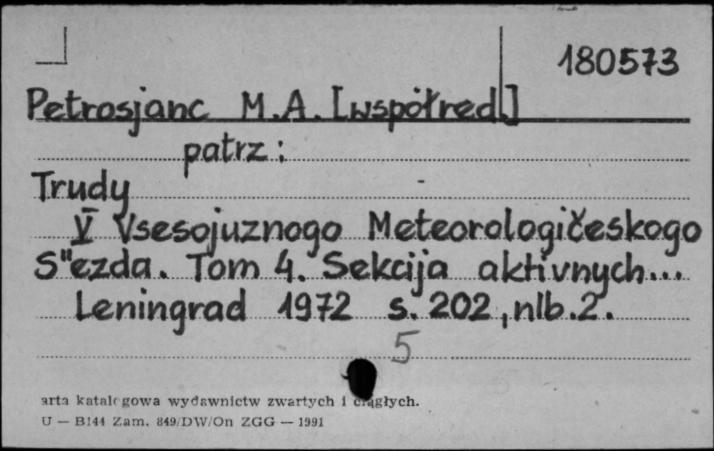 180573
Petrosjanc M.A. [współred.]
patrz:
Trudy
V Vsesojuznogo Meteorologičeskogo
S"ezda. Tom 4. Sekcija aktivnych...
Leningrad 1972 s. 202, nlb. 2.
5
arta katalogowa wydawnictw zwartych i ciągłych.
U — B144 Zam. 849/DW/On ZGG — 1991